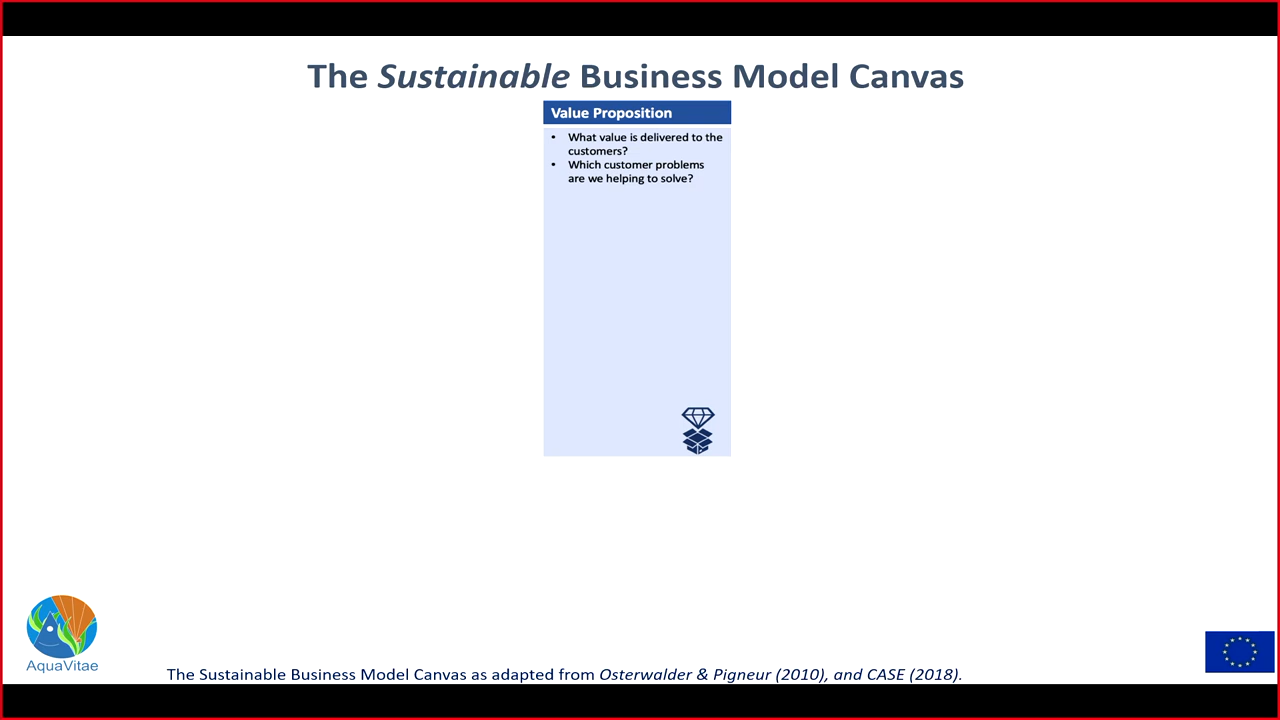 The Sustainable Business Model Canvas
Value Proposition
• What value is delivered to the
customers?
• Which customer problems
are we helping to solve?
AquaVitae
The Sustainable Business Model Canvas as adapted from Osterwalder & Pigneur (2010), and CASE (2018).